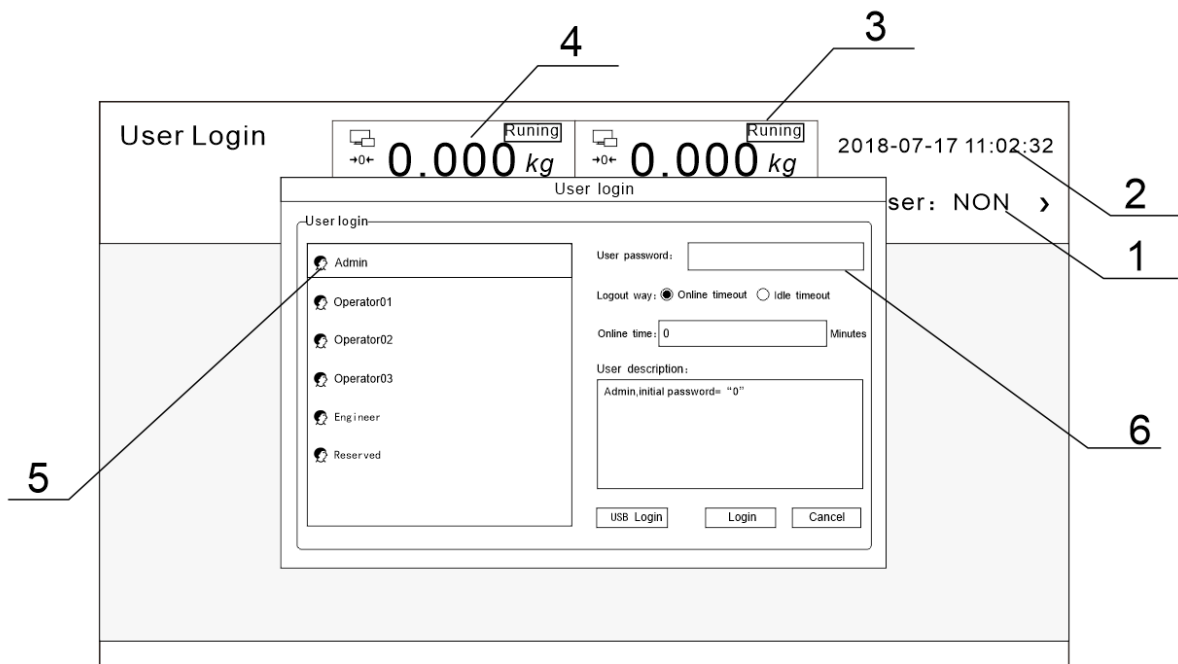 4
3
User Login
Runing
Runing
→0← 0.000 kg
→0← 0.000 kg
2018-07-17 11:02:32
2
User login
ser: NON ›
1
User login
Admin
Operator01
Operator02
Operator03
Engineer
Reserved
User password:
Logout way: Online timeout Idle timeout
Online time: 0 Minutes
User description:
Admin,initial password= “0”
USB Login Login Cancel
5
6